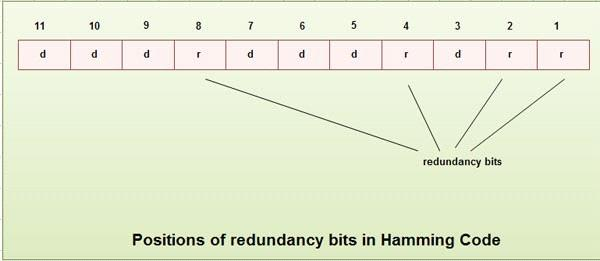 11 10 9 8 7 6 5 4 3 2 1
d d d r d d d r d r r
redundancy bits
Positions of redundancy bits in Hamming Code